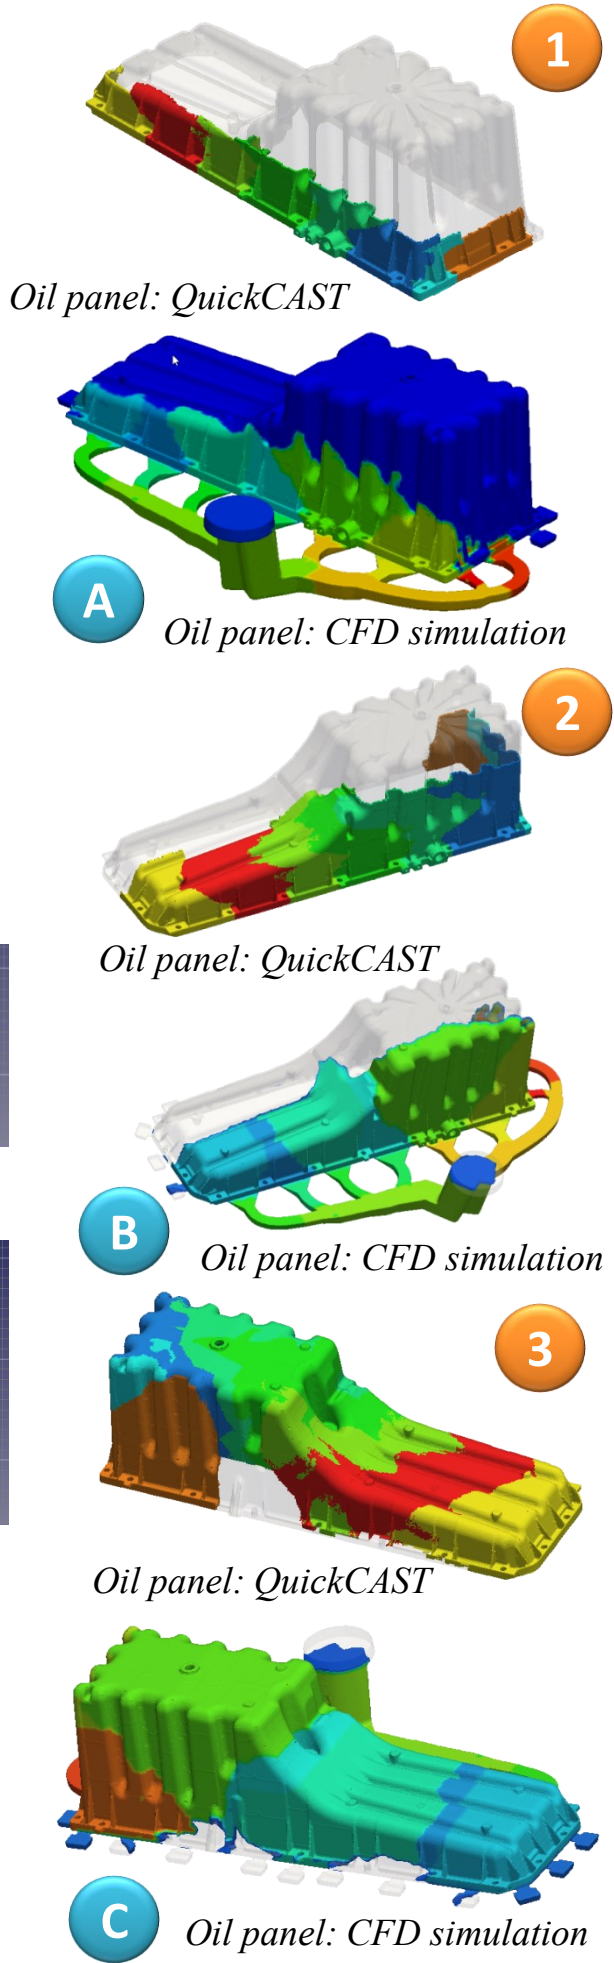 1
Oil panel: QuickCAST
A
Oil panel: CFD simulation
2
Oil panel: QuickCAST
B
Oil panel: CFD simulation
3
Oil panel: QuickCAST
C
Oil panel: CFD simulation